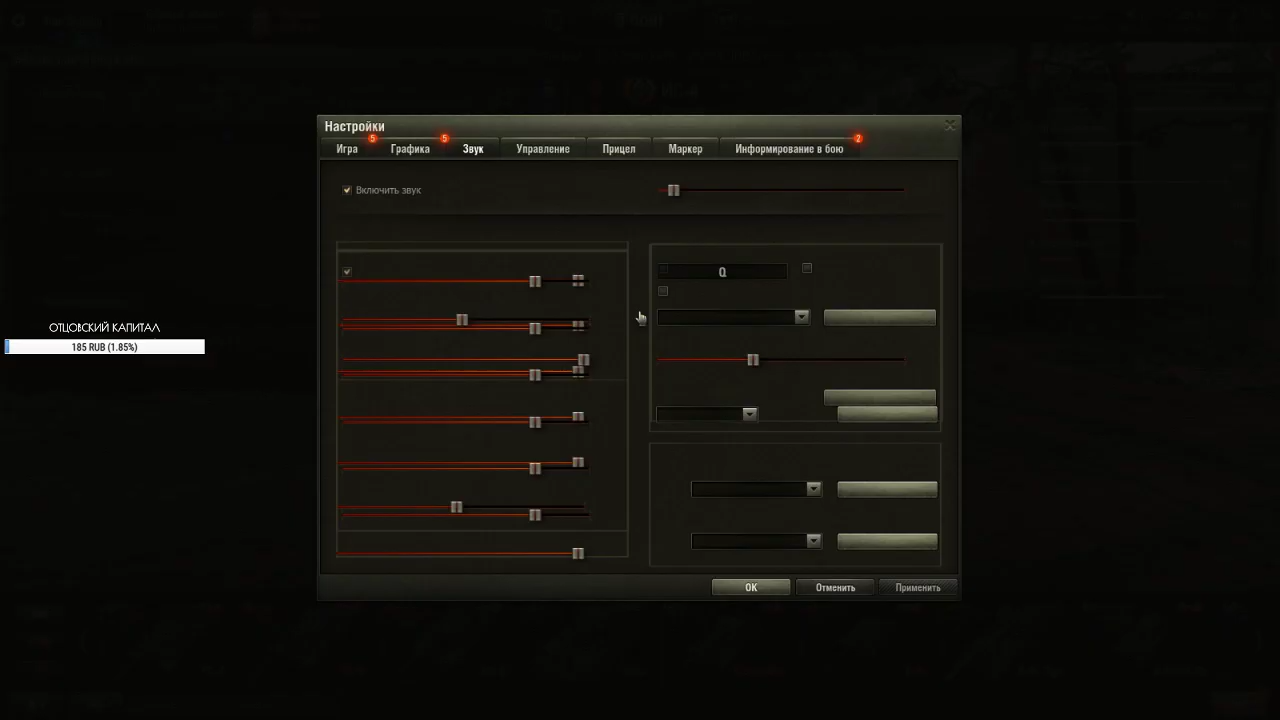 Настройки
5 5 2
Игра Графика Звук Управление Прицел Маркер Информирование в бою
Включить звук
Q
ОТЦОВСКИЙ КАПИТАЛ
185 RUB (1.85%)
OK Отменить Применить